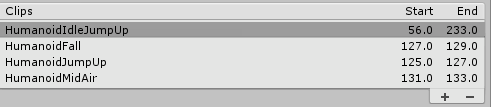 Clips Start End
HumanoidIdleJumpUp 56.0 233.0
HumanoidFall 127.0 129.0
HumanoidJumpUp 125.0 127.0
HumanoidMidAir 131.0 133.0
+ −